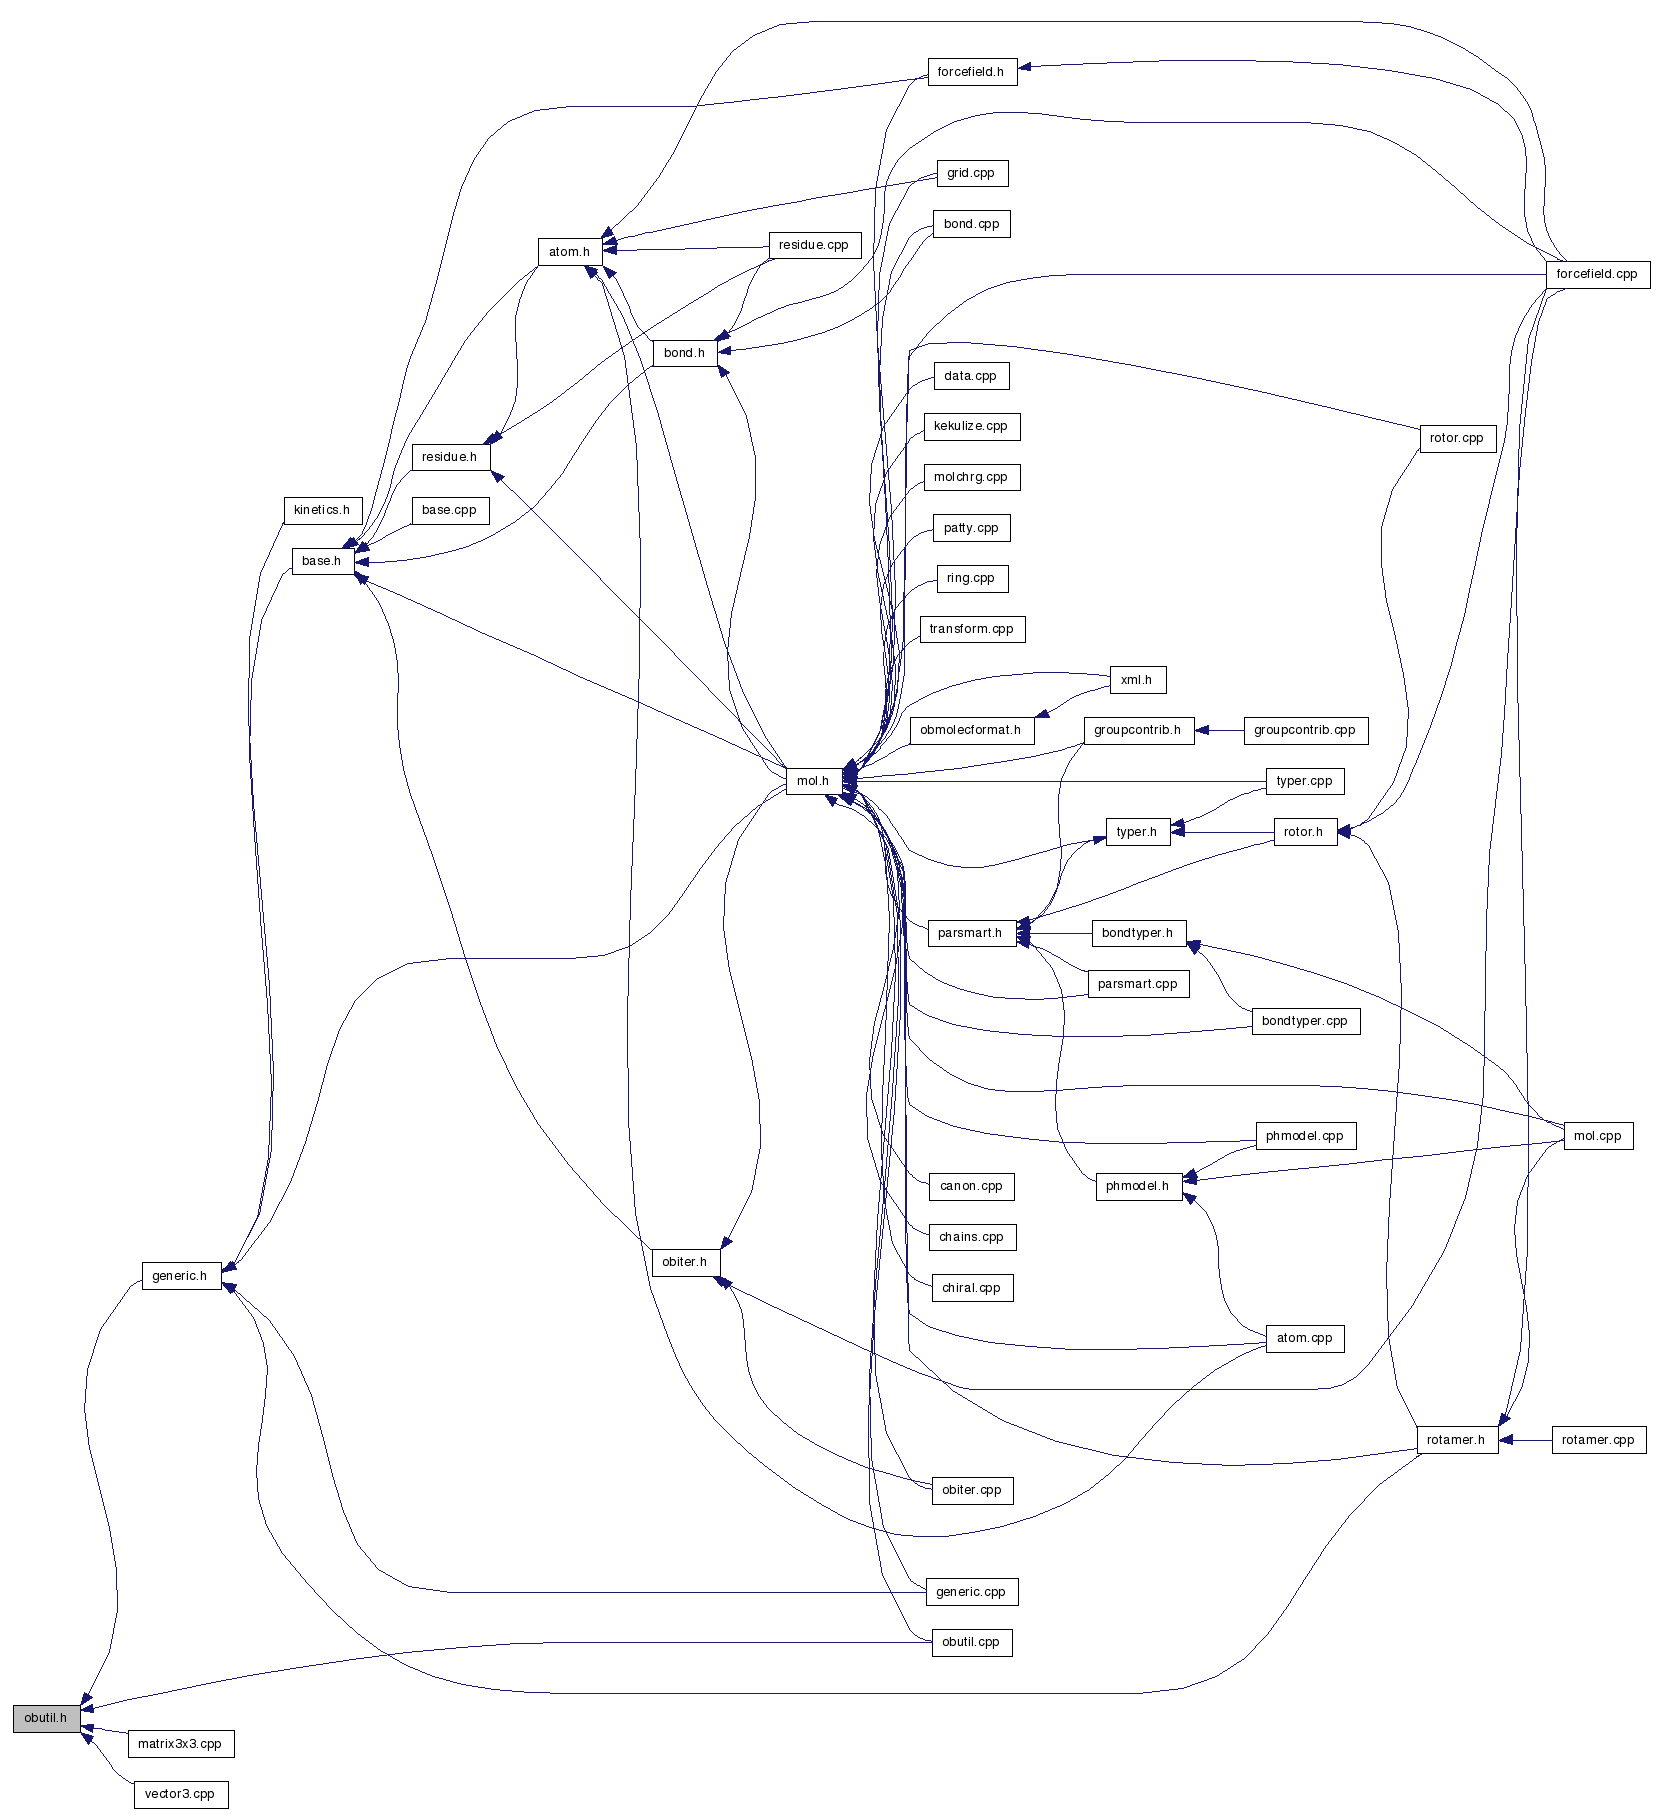 forcefield.h
grid.cpp
bond.cpp
residue.cpp
atom.h
forcefield.cpp
bond.h
data.cpp
kekulize.cpp
rotor.cpp
residue.h
molchrg.cpp
kinetics.h
base.cpp
patty.cpp
base.h
ring.cpp
transform.cpp
xml.h
obmolecformat.h
groupcontrib.h
groupcontrib.cpp
mol.h
typer.cpp
typer.h
rotor.h
parsmart.h
bondtyper.h
parsmart.cpp
bondtyper.cpp
phmodel.cpp
mol.cpp
canon.cpp
phmodel.h
chains.cpp
obiter.h
generic.h
chiral.cpp
atom.cpp
rotamer.h
rotamer.cpp
obiter.cpp
generic.cpp
obutil.cpp
obutil.h
matrix3x3.cpp
vector3.cpp